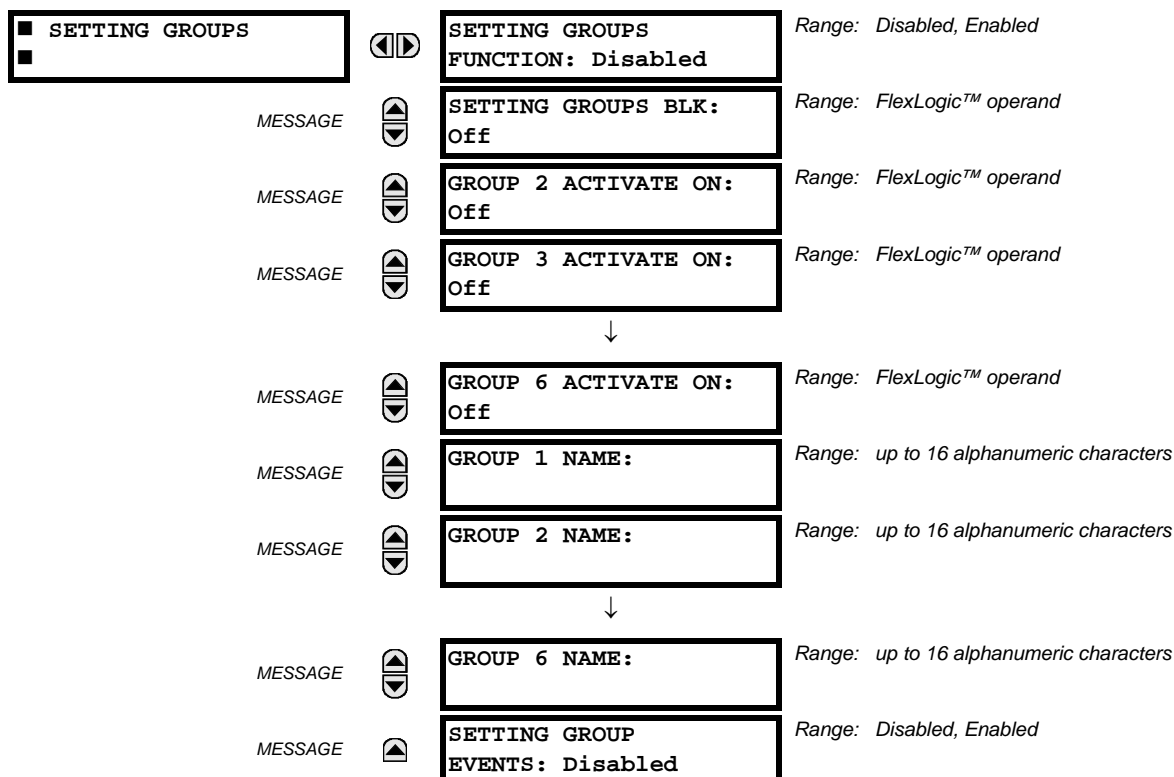 ■ SETTING GROUPS
■
SETTING GROUPS
FUNCTION: Disabled
Range: Disabled, Enabled
MESSAGE
SETTING GROUPS BLK:
Off
Range: FlexLogic™ operand
MESSAGE
GROUP 2 ACTIVATE ON:
Off
Range: FlexLogic™ operand
MESSAGE
GROUP 3 ACTIVATE ON:
Off
Range: FlexLogic™ operand
↓
MESSAGE
GROUP 6 ACTIVATE ON:
Off
Range: FlexLogic™ operand
MESSAGE
GROUP 1 NAME:
Range: up to 16 alphanumeric characters
MESSAGE
GROUP 2 NAME:
Range: up to 16 alphanumeric characters
↓
MESSAGE
GROUP 6 NAME:
Range: up to 16 alphanumeric characters
MESSAGE
SETTING GROUP
EVENTS: Disabled
Range: Disabled, Enabled